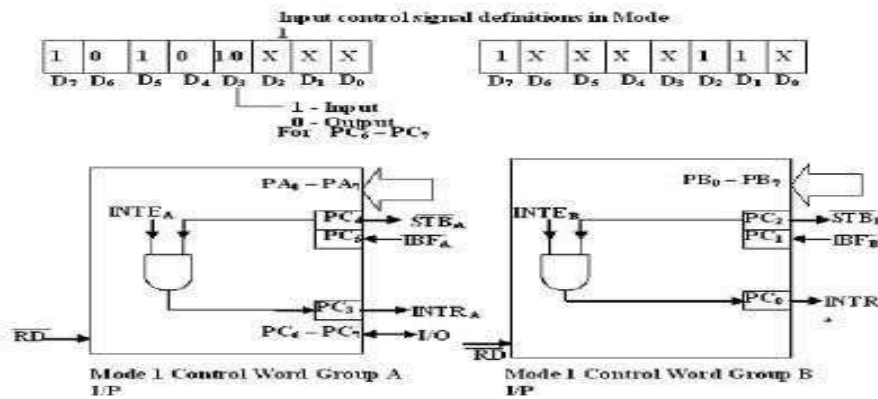 Input control signal definitions in Mode
1
1 0 1 0 1 0 X X X
D7 D6 D5 D4 D3 D2 D1 D0
1 X X X X 1 1 X
D7 D6 D5 D4 D3 D2 D1 D0
1 - Input
0 - Output
For PC6 – PC7
PA0 – PA7
INTEA
PC4
STBA
PC5
IBFA
PC3
INTRA
RD
PC6 – PC7
I/O
Mode 1 Control Word Group A
I/P
PB0 – PB7
INTEB
PC2
STB
PC1
IBFB
PC0
INTR
RD
Mode 1 Control Word Group B
I/P